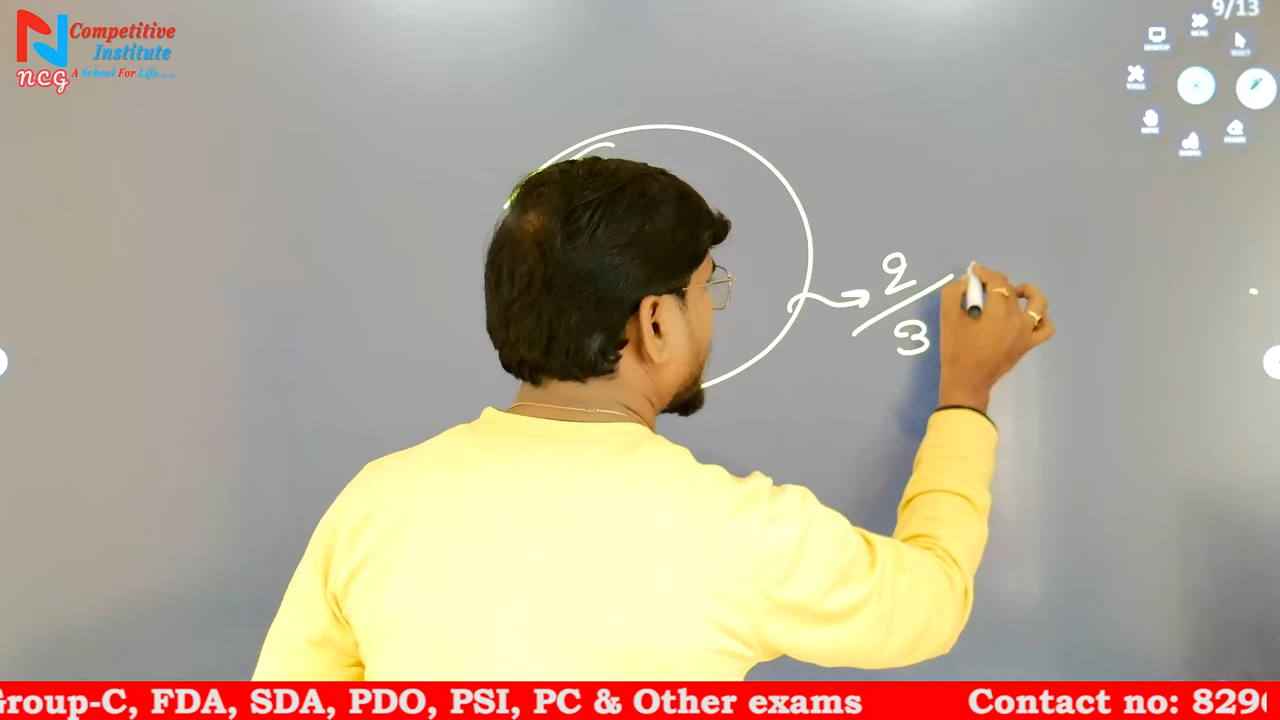 Competitive
Institute
NCG A School For Life.....
9/13
2/3
Group-C, FDA, SDA, PDO, PSI, PC & Other exams Contact no: 829